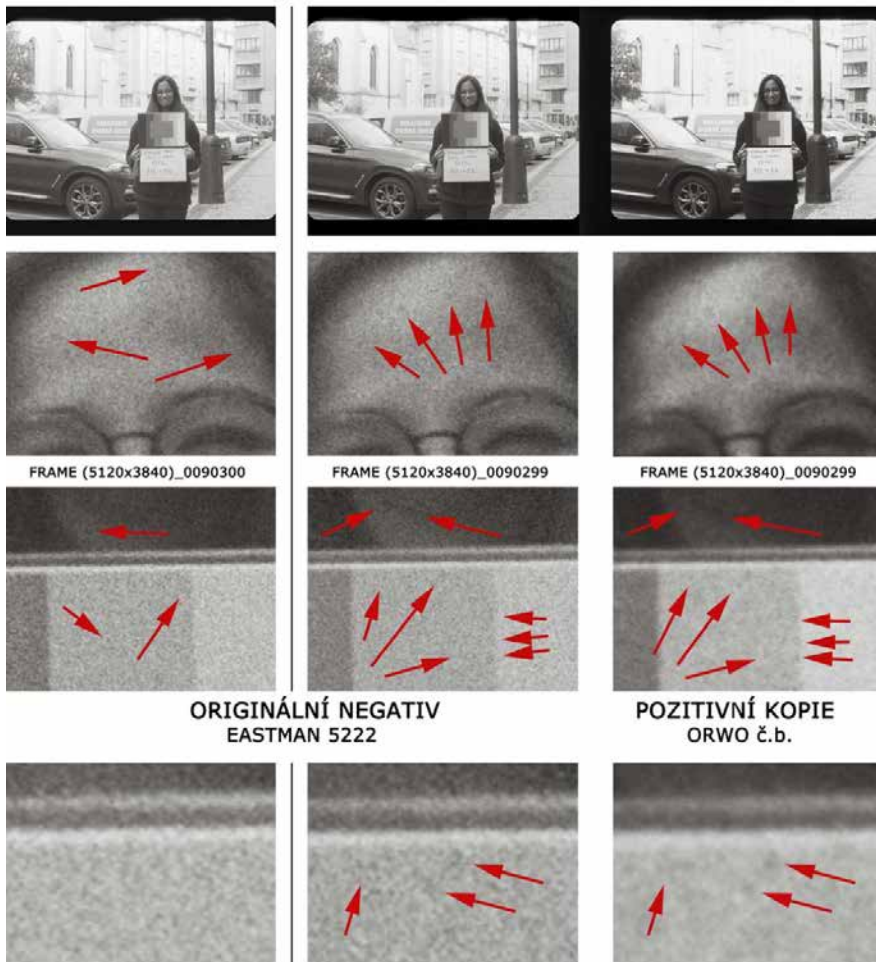 FRAME (5120x3840)_0090300
FRAME (5120x3840)_0090299
FRAME (5120x3840)_0090299
ORIGINÁLNÍ NEGATIV
EASTMAN 5222
POZITIVNÍ KOPIE
ORWO č.b.